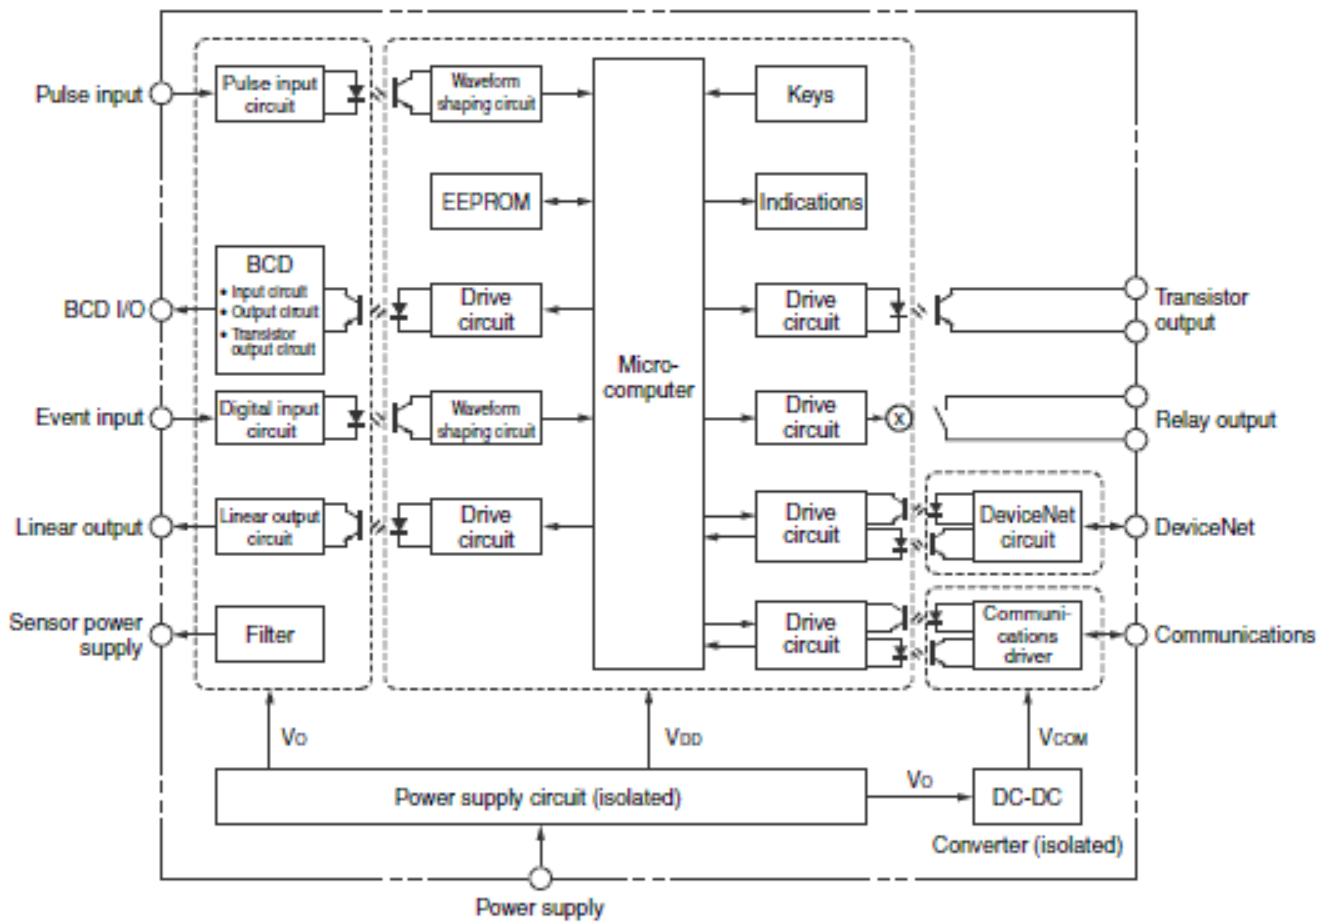 Pulse input
Pulse input
circuit
Waveform
shaping circuit
Keys
EEPROM
Indications
BCD I/O
BCD
• Input circuit
• Output circuit
• Transistor
output circuit
Drive
circuit
Micro-
computer
Drive
circuit
Transistor
output
Event input
Digital input
circuit
Waveform
shaping circuit
Drive
circuit
X
Relay output
Linear output
Linear output
circuit
Drive
circuit
Drive
circuit
DeviceNet
circuit
DeviceNet
Sensor power
supply
Filter
Drive
circuit
Communi-
cations
driver
Communications
VO
VDD
VCOM
Power supply circuit (isolated)
VO
DC-DC
Converter (isolated)
Power supply